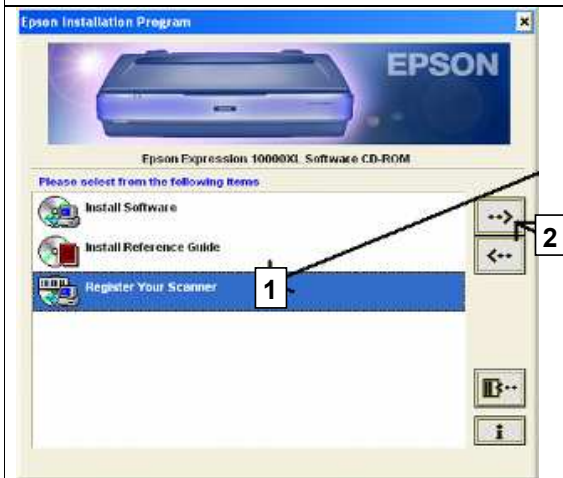 Epson Installation Program
EPSON
Epson Expression 10000XL Software CD-ROM
Please select from the following items
Install Software
-->
2
Install Reference Guide
<--
1
Register Your Scanner
i